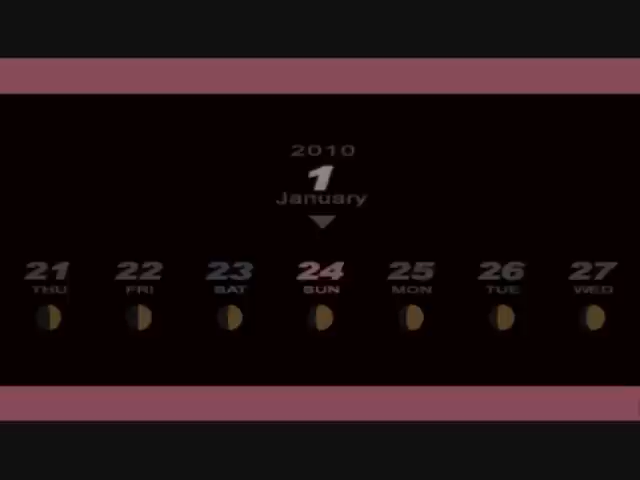 2010
1
January
21 22 23 24 25 26 27
THU FRI SAT SUN MON TUE WED